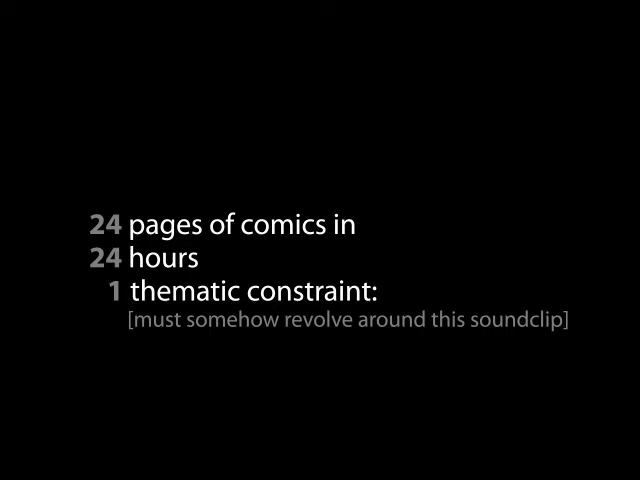 24 pages of comics in
24 hours
1 thematic constraint:
[must somehow revolve around this soundclip]